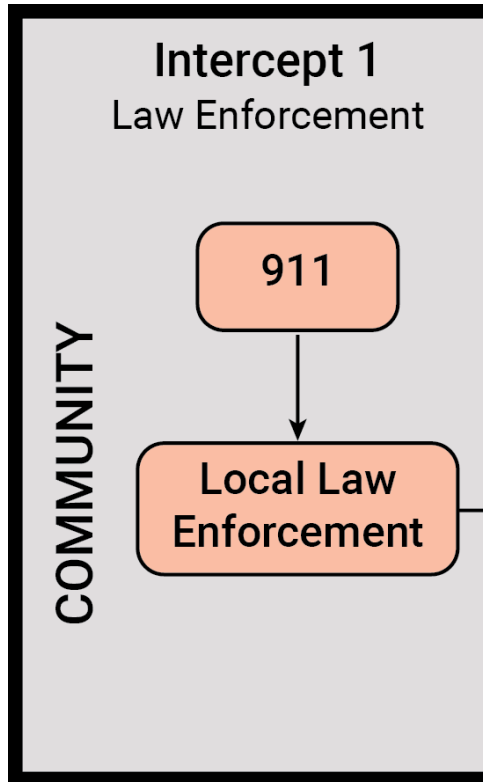 Intercept 1
Law Enforcement
911
COMMUNITY
Local Law
Enforcement